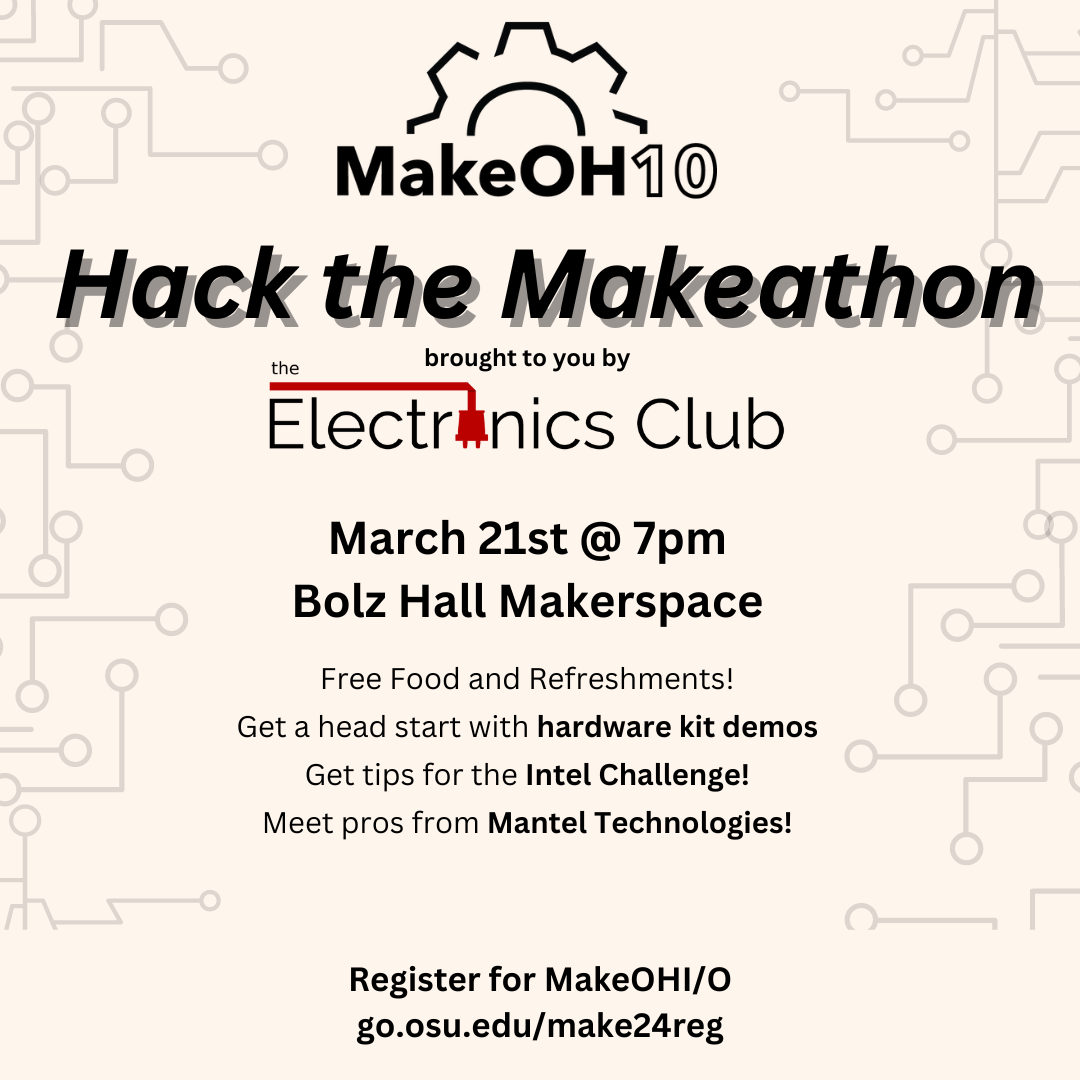 MakeOH10
Hack the Makeathon
brought to you by
the
Electronics Club
March 21st @ 7pm
Bolz Hall Makerspace
Free Food and Refreshments!
Get a head start with hardware kit demos
Get tips for the Intel Challenge!
Meet pros from Mantel Technologies!
Register for MakeOHI/O
go.osu.edu/make24reg